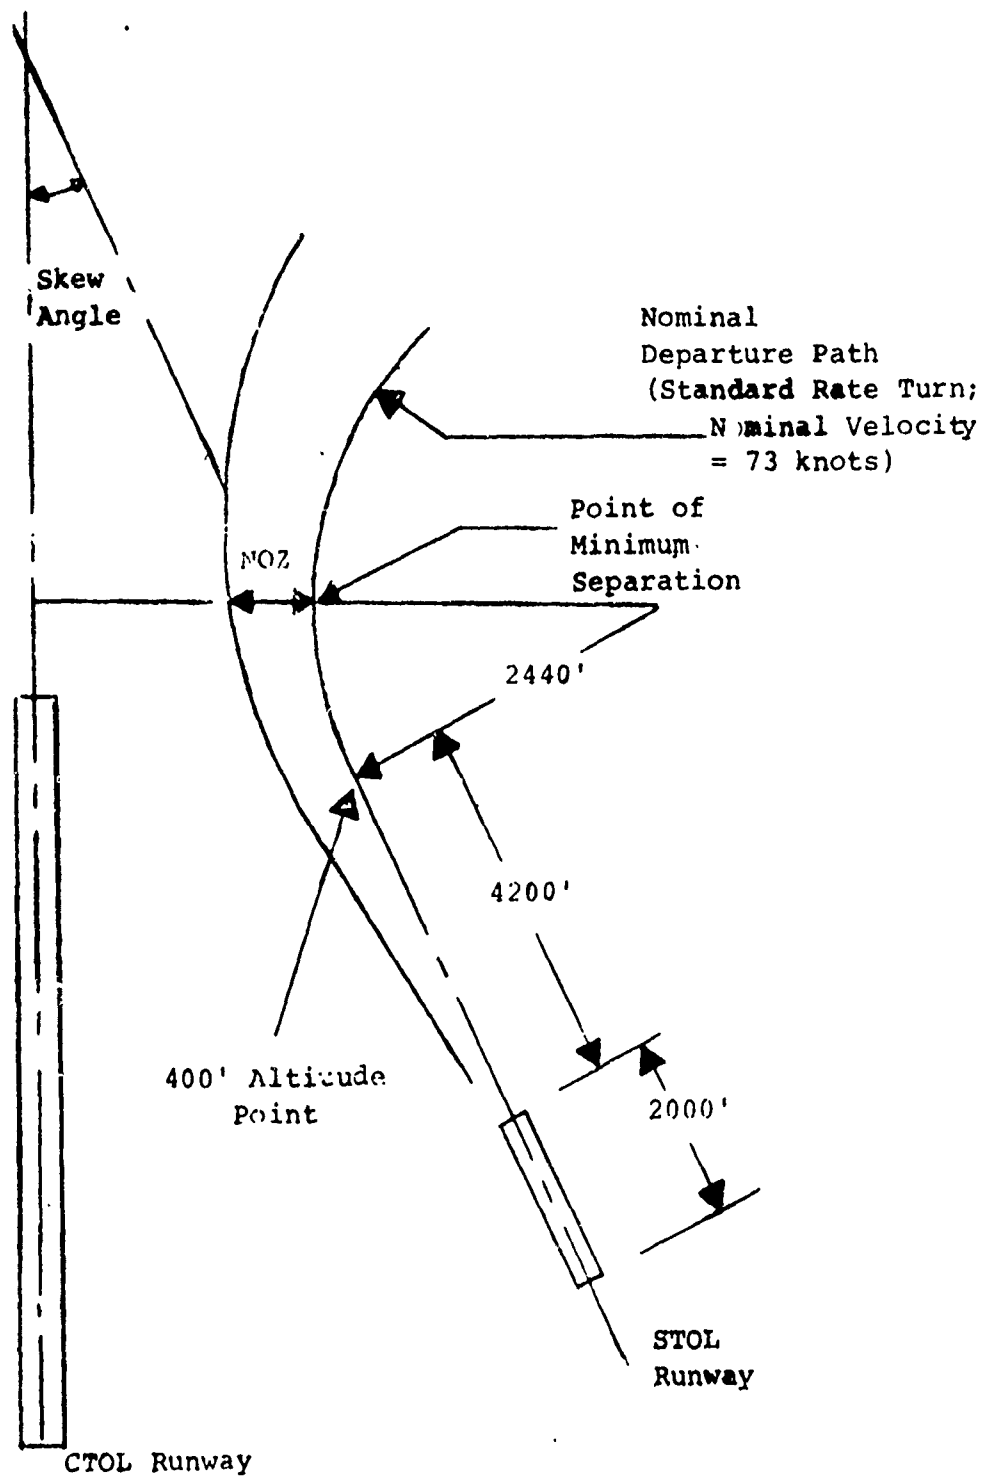 Skew
Angle
Nominal
Departure Path
(Standard Rate Turn;
Nominal Velocity
= 73 knots)
Point of
Minimum
Separation
NOZ
2440'
4200'
400' Altitude
Point
2000'
STOL
Runway
CTOL Runway